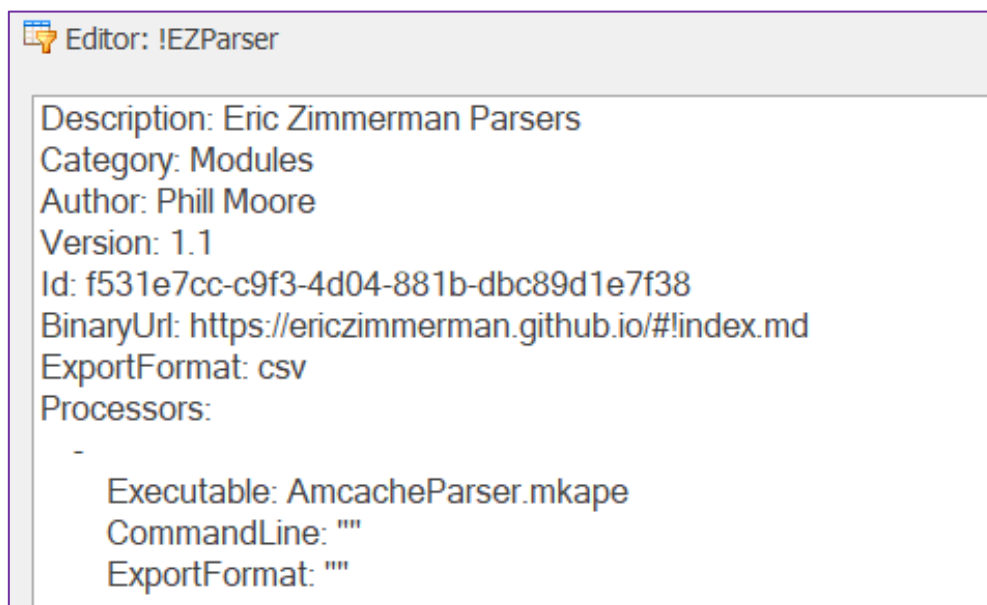 Editor: !EZParser
Description: Eric Zimmerman Parsers
Category: Modules
Author: Phill Moore
Version: 1.1
Id: f531e7cc-c9f3-4d04-881b-dbc89d1e7f38
BinaryUrl: https://ericzimmerman.github.io/#!index.md
ExportFormat: csv
Processors:
-
Executable: AmcacheParser.mkape
CommandLine: ""
ExportFormat: ""